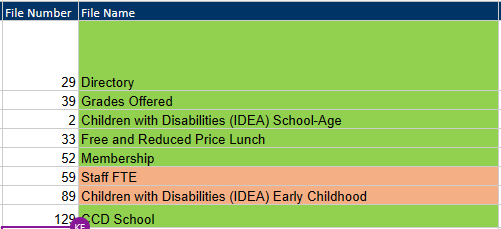 File Number File Name
29 Directory
39 Grades Offered
2 Children with Disabilities (IDEA) School-Age
33 Free and Reduced Price Lunch
52 Membership
59 Staff FTE
89 Children with Disabilities (IDEA) Early Childhood
129 CCD School
KF